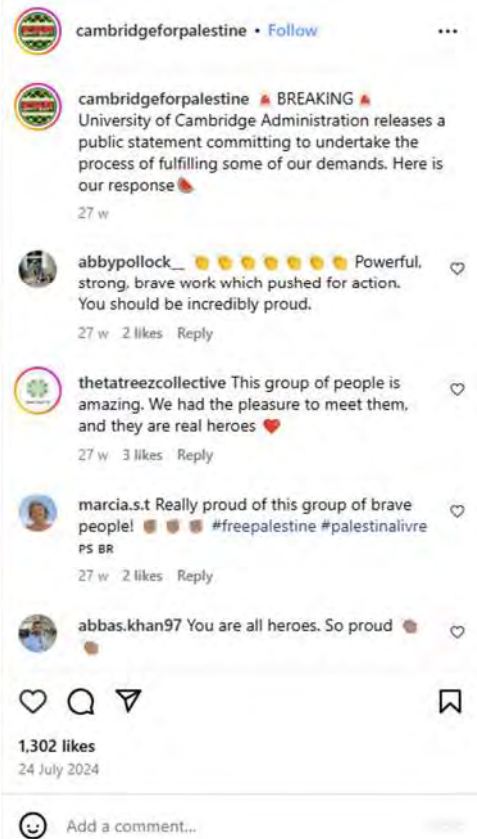 cambridgeforpalestine • Follow
cambridgeforpalestine 🚨 BREAKING 🚨
University of Cambridge Administration releases a
public statement committing to undertake the
process of fulfilling some of our demands. Here is
our response🍉
27 w
abbypollock__ 👏👏👏👏👏👏👏 Powerful,
strong, brave work which pushed for action.
You should be incredibly proud.
27 w 2 likes Reply
thetatreezcollective This group of people is
amazing. We had the pleasure to meet them,
and they are real heroes ❤️
27 w 3 likes Reply
marcia.s.t Really proud of this group of brave
people! ✊🏽✊🏽✊🏽 #freepalestine #palestinalivre
PS BR
27 w 2 likes Reply
abbas.khan97 You are all heroes. So proud 👏🏽
👏🏽
1,302 likes
24 July 2024
Add a comment...